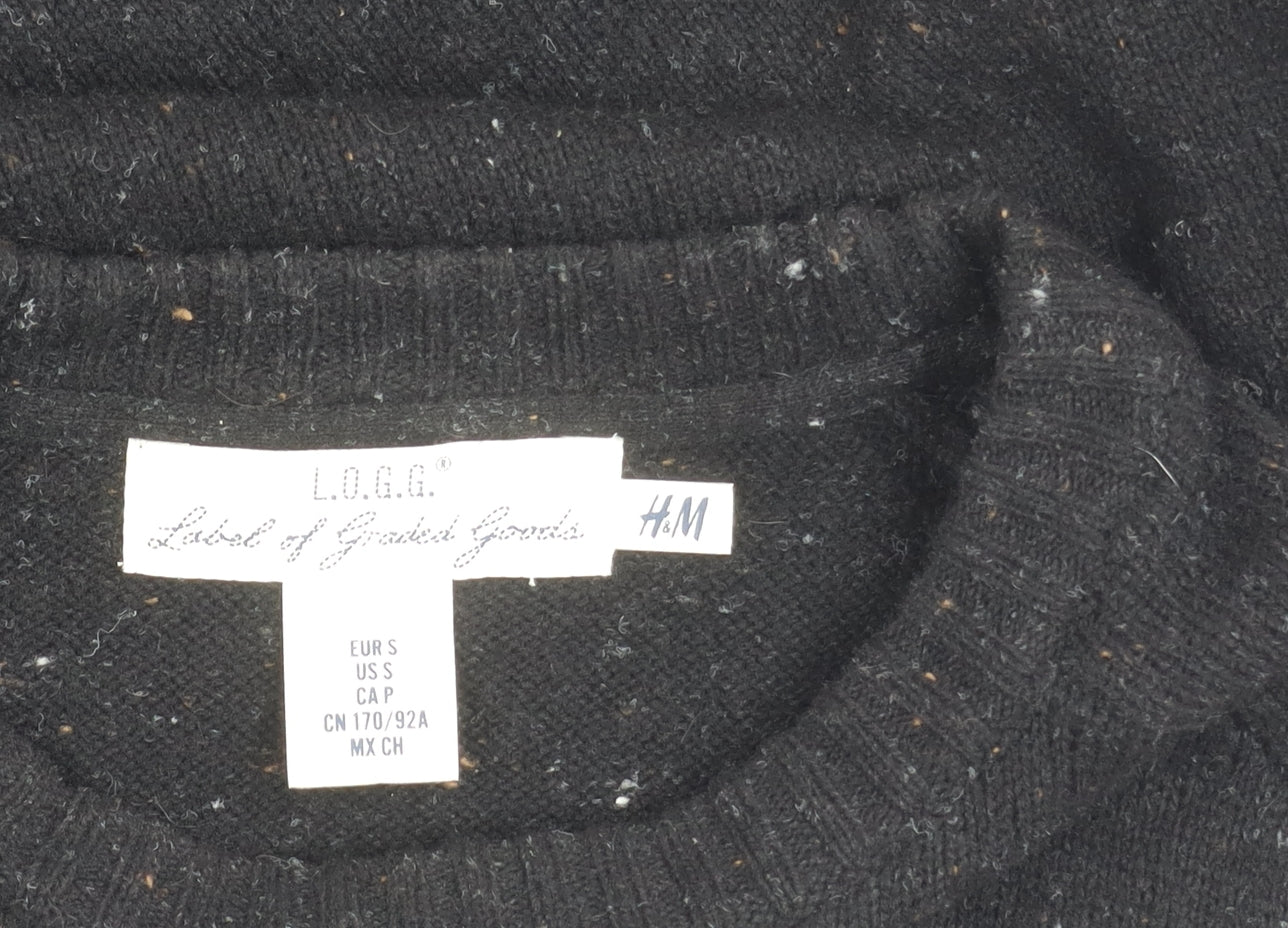 L.O.G.G.®
Label of Graded Goods
H&M
EUR S
US S
CA P
CN 170/92A
MX CH